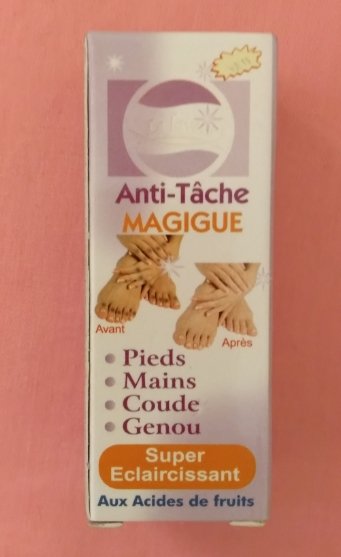 Anti-Tâche
MAGIGUE
Avant
Après
Pieds
Mains
Coude
Genou
Super
Eclaircissant
Aux Acides de fruits